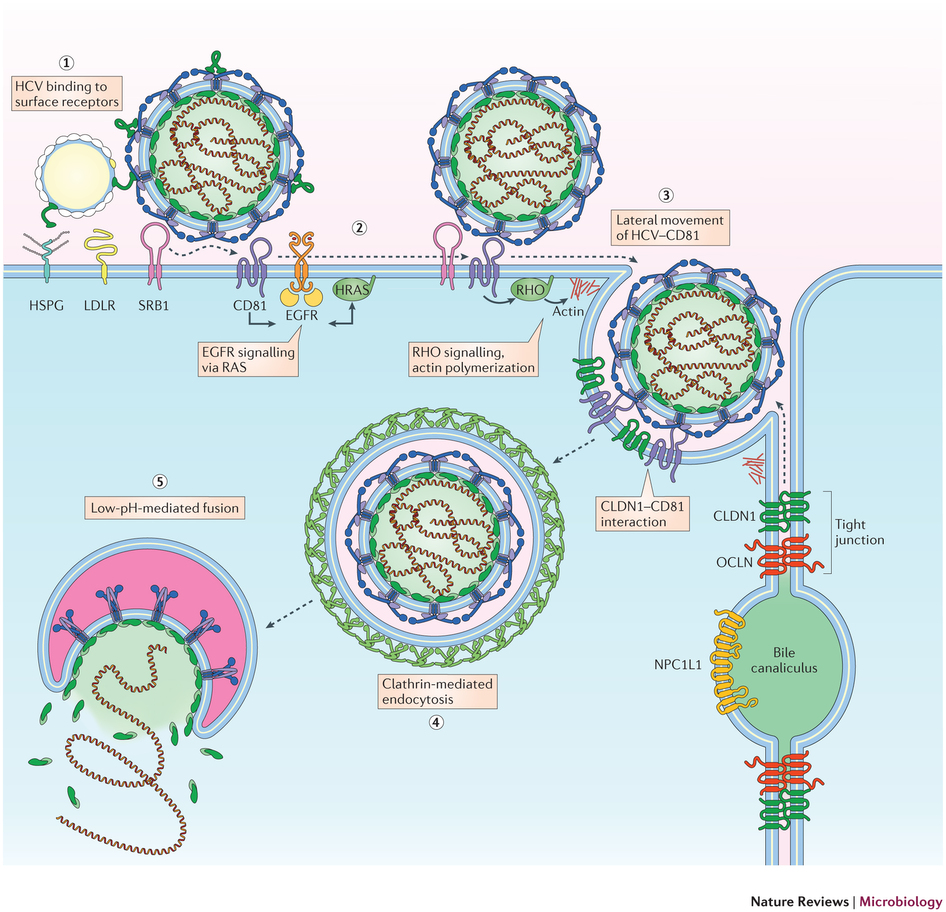 ①
HCV binding to
surface receptors
②
③
Lateral movement
of HCV–CD81
HSPG
LDLR
SRB1
CD81
EGFR
HRAS
RHO
Actin
EGFR signalling
via RAS
RHO signalling,
actin polymerization
CLDN1–CD81
interaction
CLDN1
OCLN
Tight
junction
⑤
Low-pH-mediated fusion
NPC1L1
Bile
canaliculus
Clathrin-mediated
endocytosis
④
Nature Reviews | Microbiology